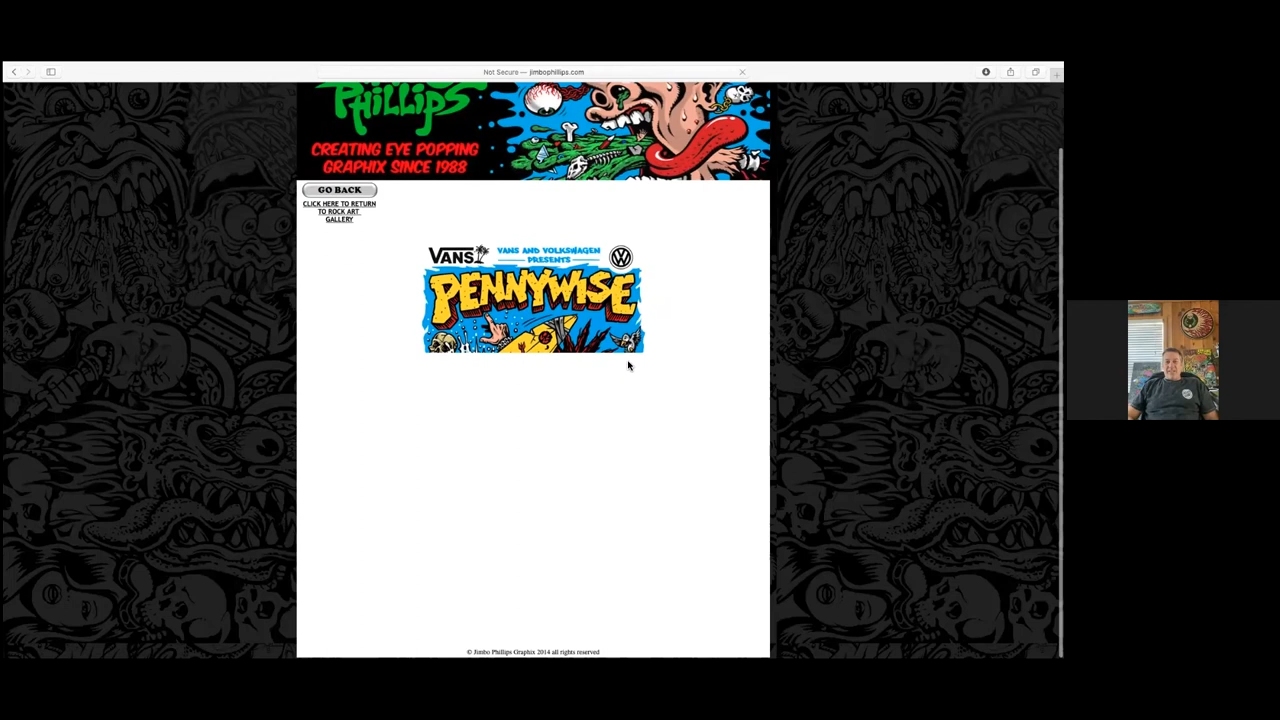 Not Secure — jimbophillips.com
PHILLIPS
CREATING EYE POPPING
GRAPHIX SINCE 1988
GO BACK
CLICK HERE TO RETURN
TO ROCK ART
GALLERY
VANS
VANS AND VOLKSWAGEN
PRESENTS
PENNYWISE
© Jimbo Phillips Graphix 2014 all rights reserved